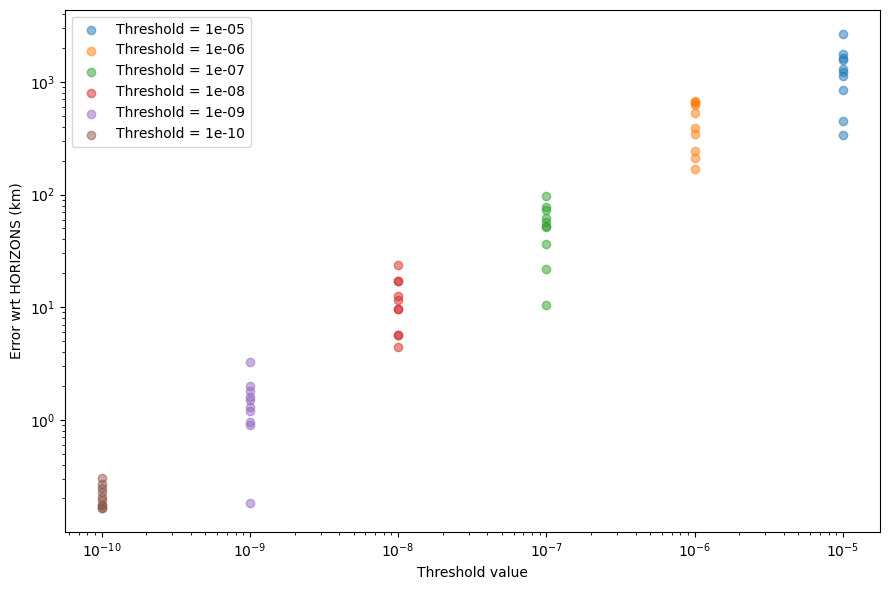 Threshold = 1e-05
Threshold = 1e-06
Threshold = 1e-07
Threshold = 1e-08
Threshold = 1e-09
Threshold = 1e-10
Error wrt HORIZONS (km)
10³
10²
10¹
10⁰
10⁻¹⁰ 10⁻⁹ 10⁻⁸ 10⁻⁷ 10⁻⁶ 10⁻⁵
Threshold value